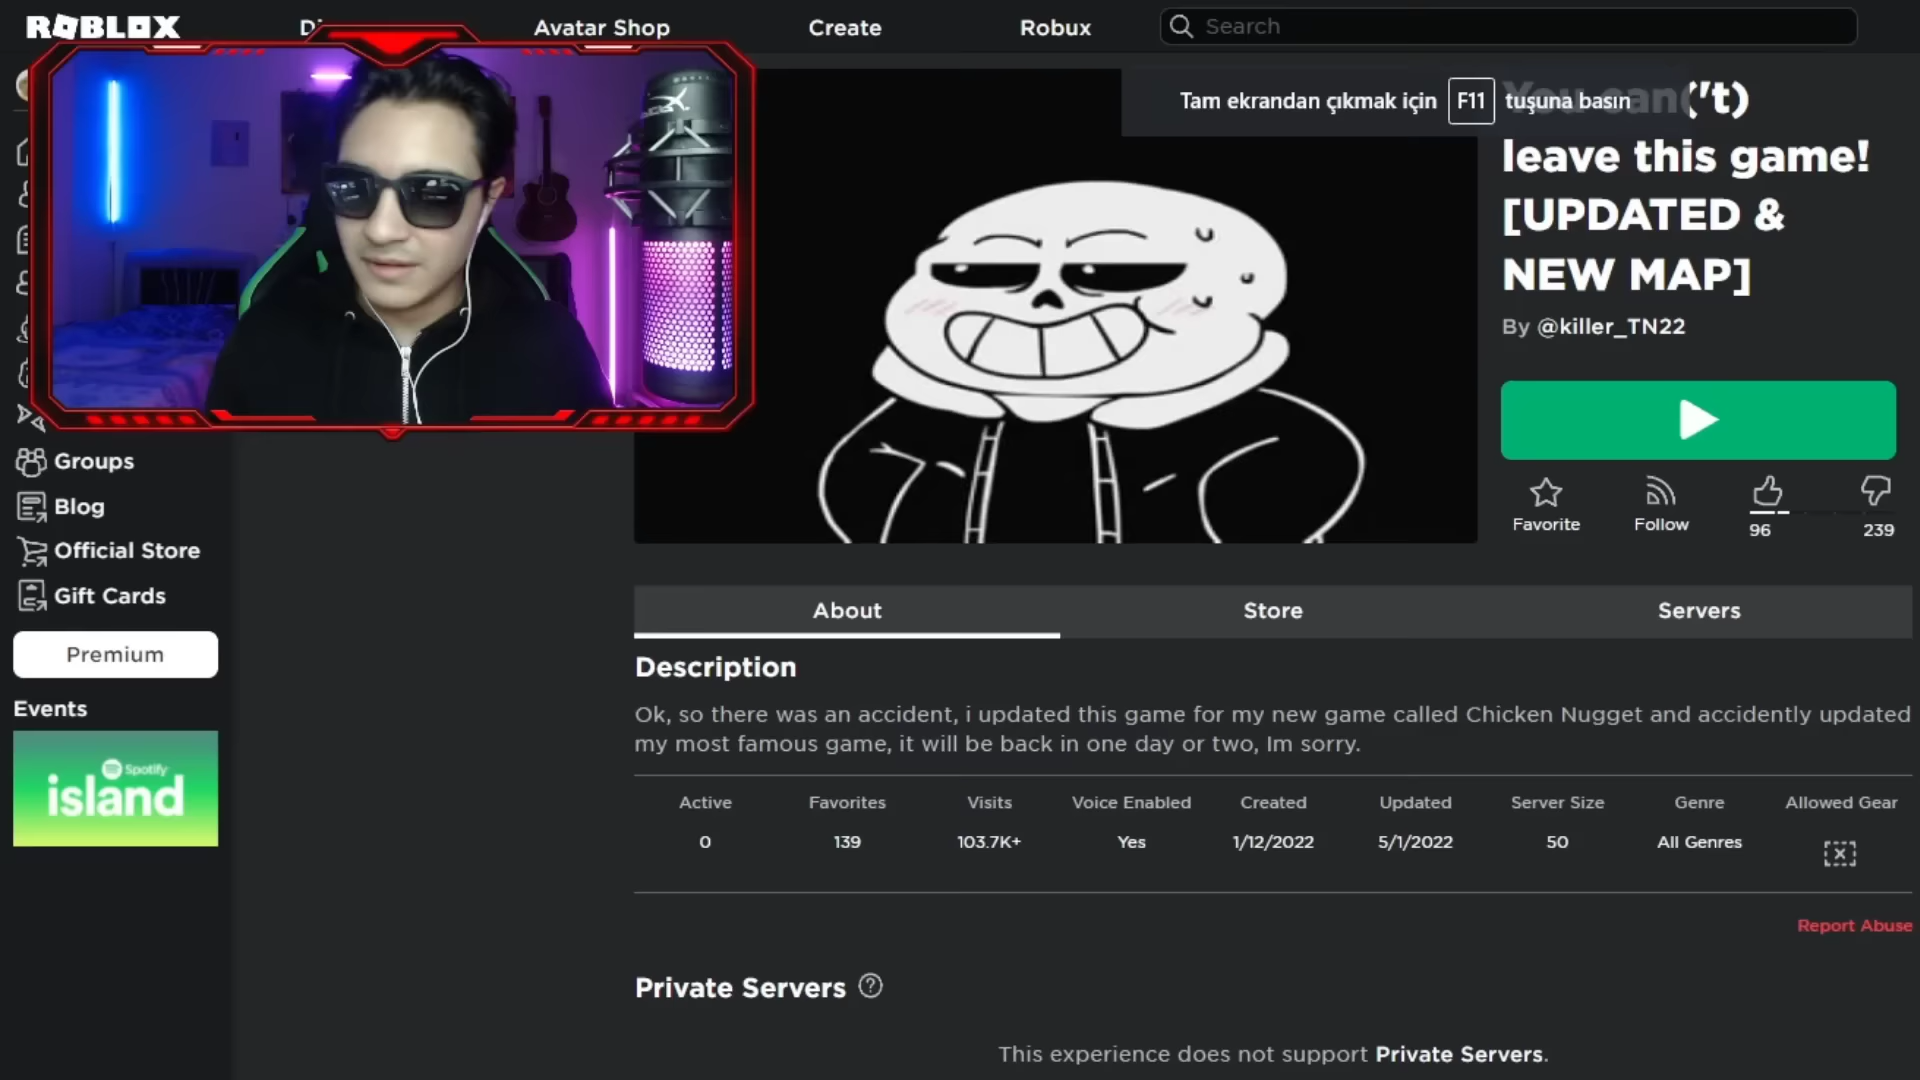 ROBLOX
Avatar Shop
Create
Robux
Search
Tam ekrandan çıkmak için F11 tuşuna basın
You can('t)
leave this game!
[UPDATED &
NEW MAP]
By @killer_TN22
Favorite
Follow
96
239
Groups
Blog
Official Store
Gift Cards
Premium
Events
Spotify
island
About
Store
Servers
Description
Ok, so there was an accident, i updated this game for my new game called Chicken Nugget and accidently updated
my most famous game, it will be back in one day or two, Im sorry.
Active
Favorites
Visits
Voice Enabled
Created
Updated
Server Size
Genre
Allowed Gear
0
139
103.7K+
Yes
1/12/2022
5/1/2022
50
All Genres
Report Abuse
Private Servers
This experience does not support Private Servers.